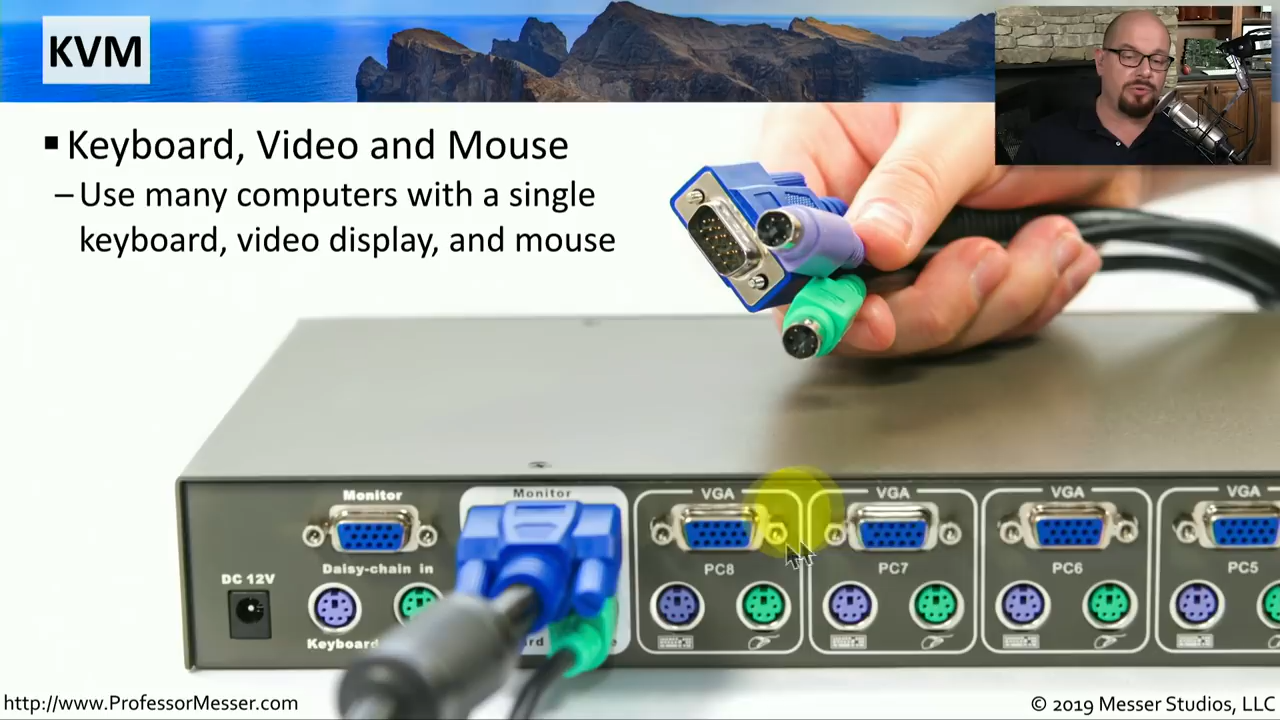 KVM
▪ Keyboard, Video and Mouse
– Use many computers with a single
keyboard, video display, and mouse
Monitor
Daisy-chain in
DC 12V
Keyboard
Monitor
VGA
PC8
VGA
PC7
VGA
PC6
VGA
PC5
http://www.ProfessorMesser.com
© 2019 Messer Studios, LLC